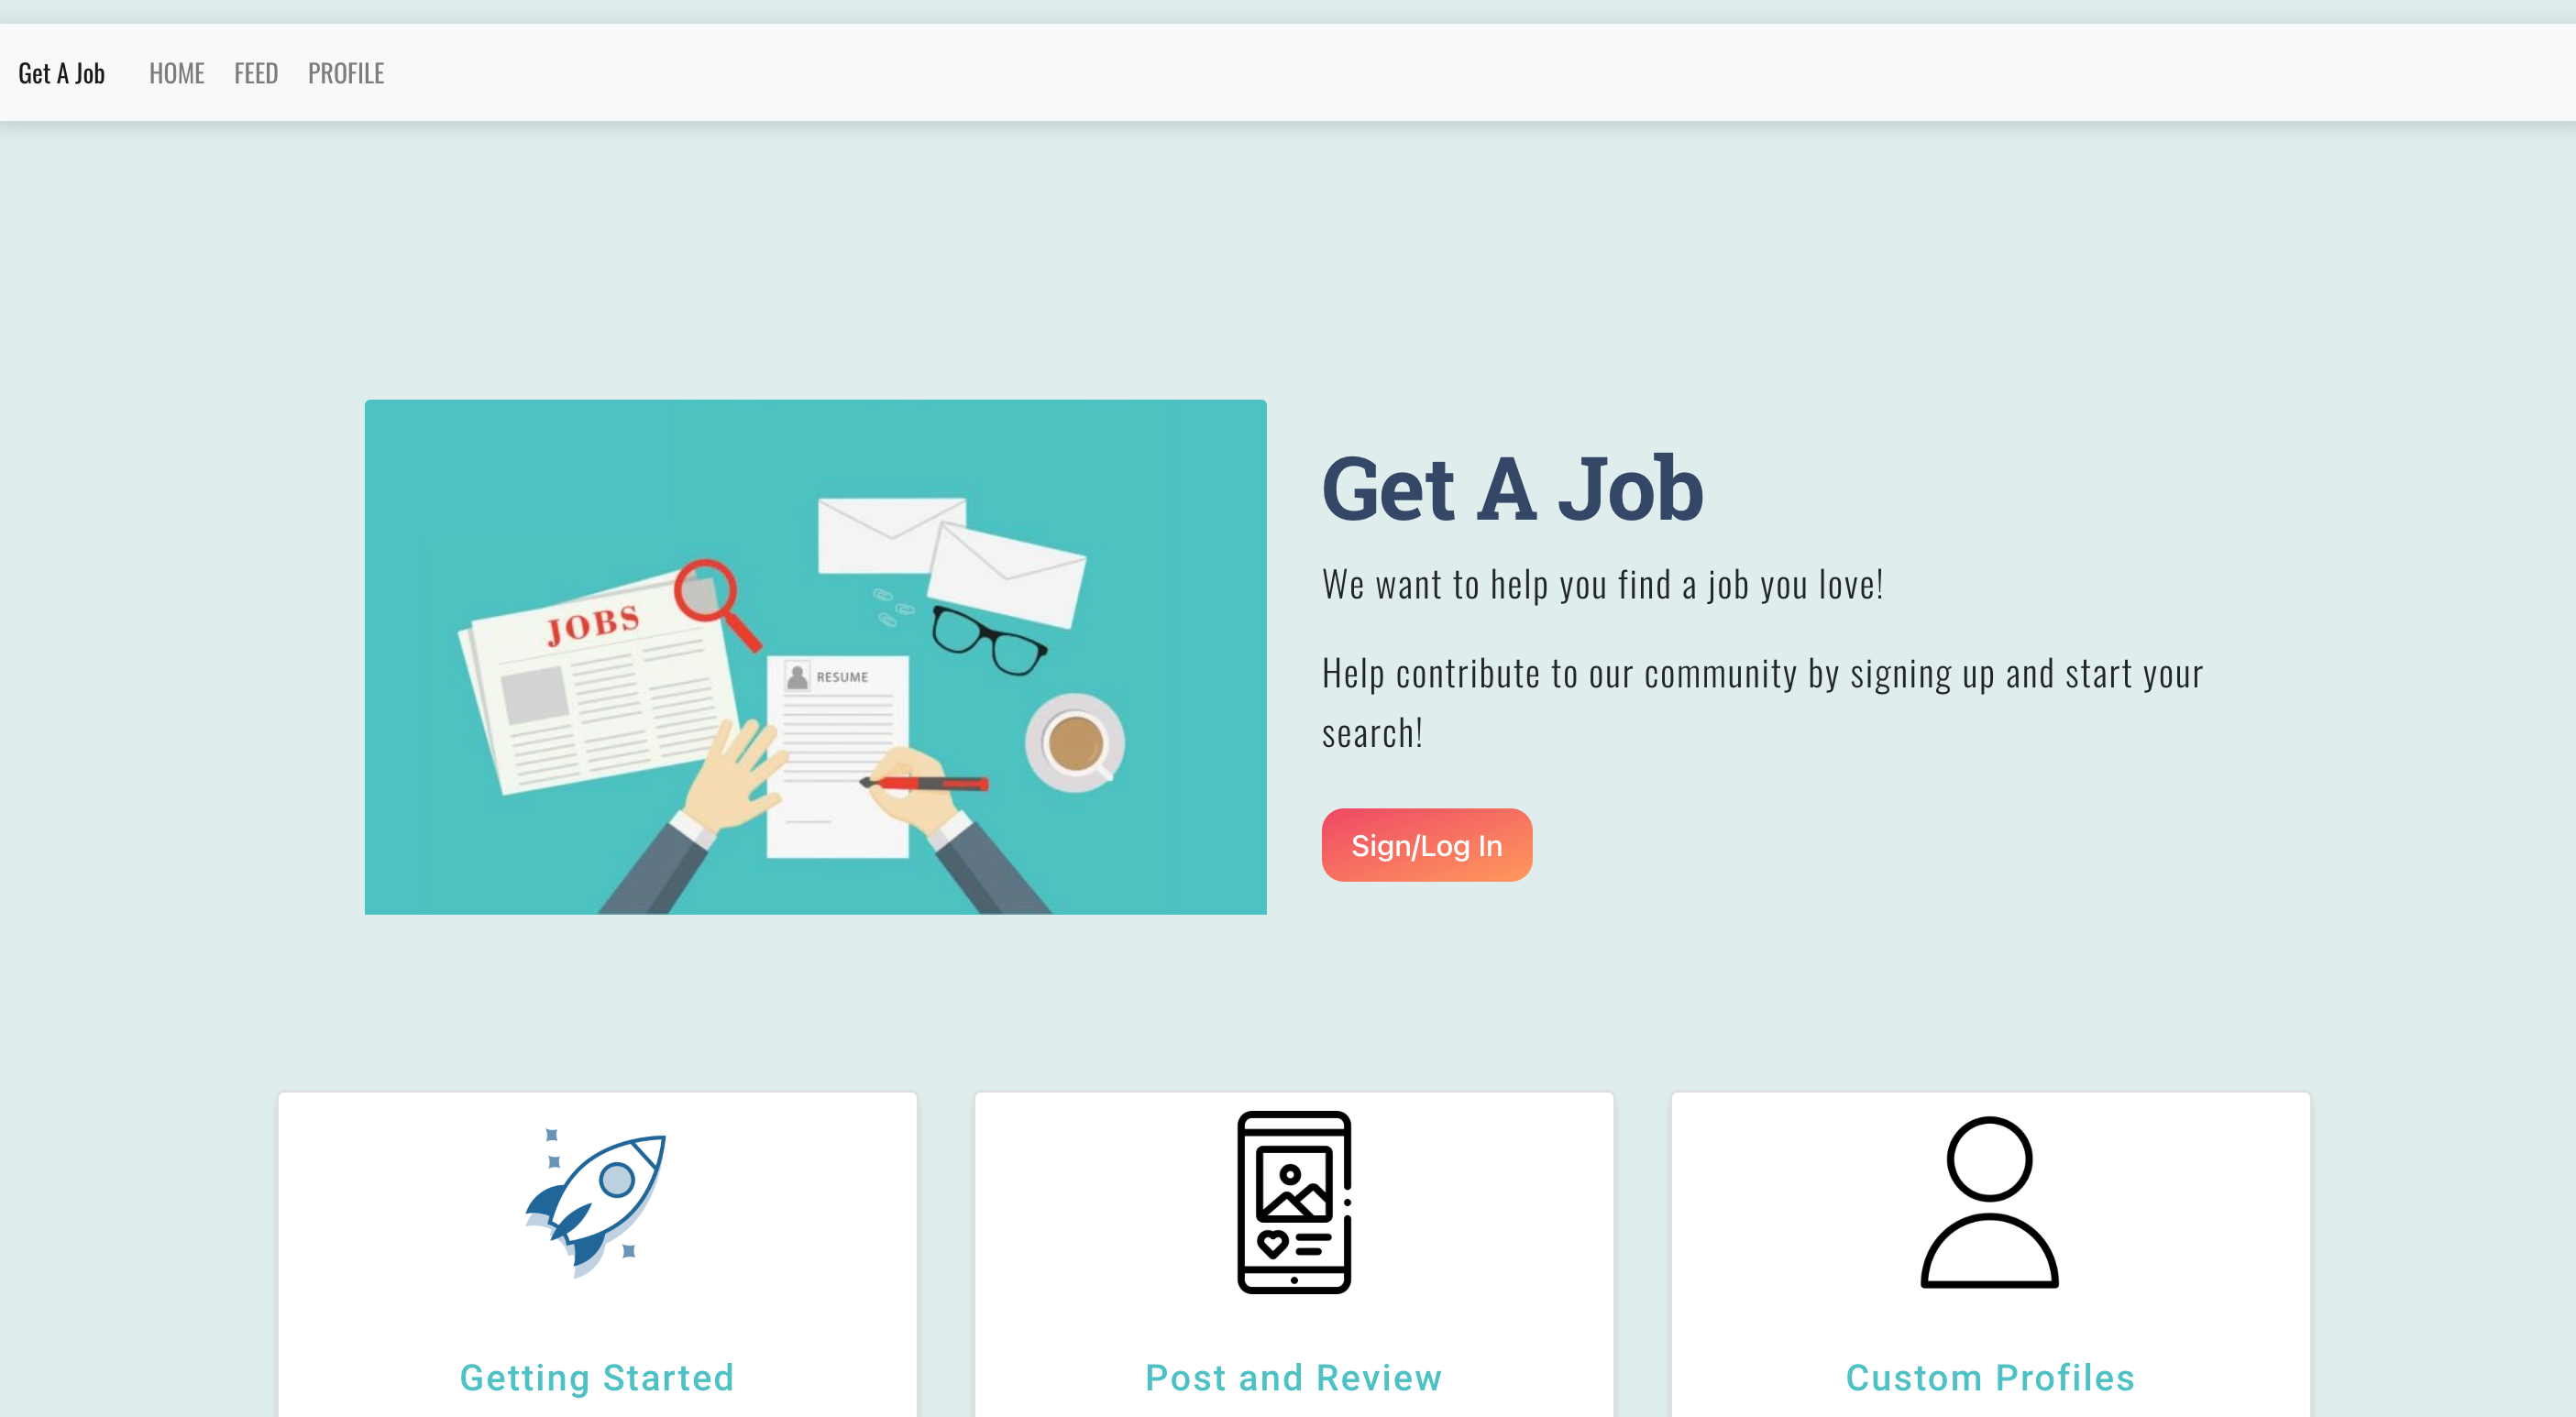 Get A Job HOME FEED PROFILE
JOBS
RESUME
Get A Job
We want to help you find a job you love!
Help contribute to our community by signing up and start your
search!
Sign/Log In
Getting Started
Post and Review
Custom Profiles